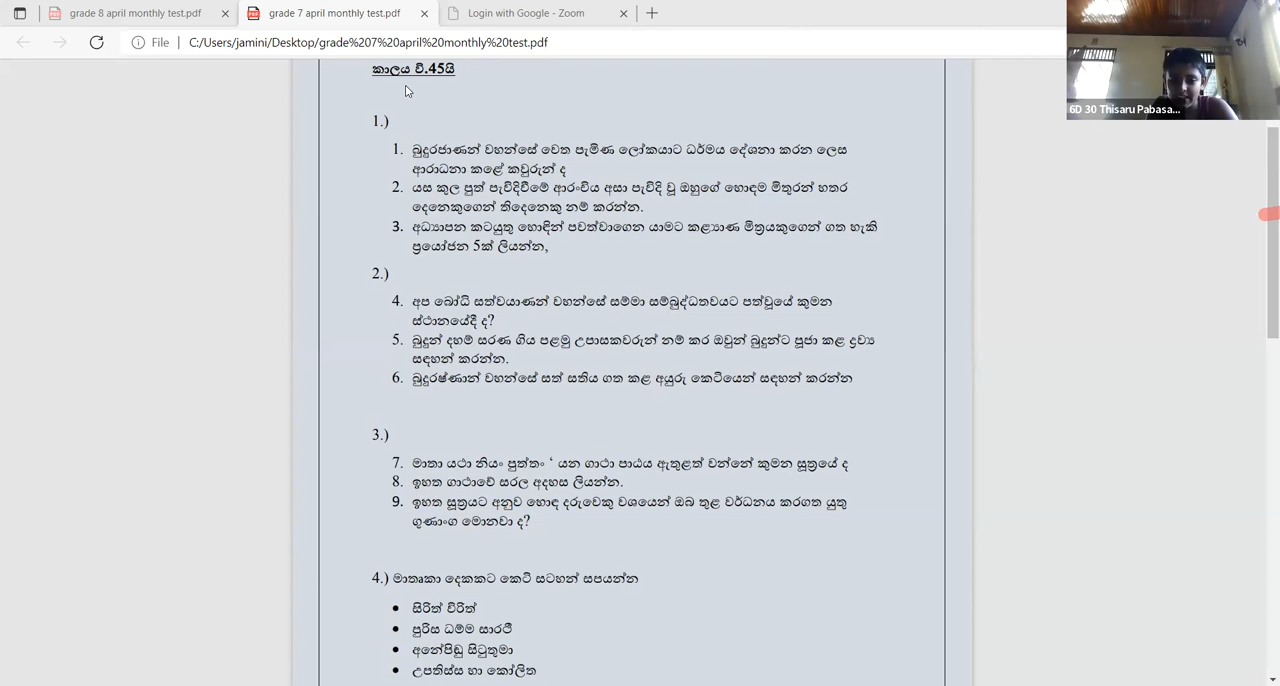 grade 8 april monthly test.pdf
grade 7 april monthly test.pdf
Login with Google - Zoom
File
C:/Users/jamini/Desktop/grade%207%20april%20monthly%20test.pdf
6D 30 Thisaru Pabasa...
කාලය වි.45යි
1.)
1. බුදුරජාණන් වහන්සේ වෙත පැමිණ ලෝකයාට ධර්මය දේශනා කරන ලෙස
ආරාධනා කළේ කවුරුන් ද
2. යස කුල පුත් පැවිදිවීමේ ආරංචිය අසා පැවිදි වූ ඔහුගේ හොඳම මිතුරන් හතර
දෙනෙකුගෙන් තිදෙනෙකු නම් කරන්න.
3. අධ්‍යාපන කටයුතු හොඳින් පවත්වාගෙන යාමට කළ්‍යාණ මිත්‍රයකුගෙන් ගත හැකි
ප්‍රයෝජන 5ක් ලියන්න,
2.)
4. අප බෝධි සත්වයාණන් වහන්සේ සම්මා සම්බුද්ධතවයට පත්වූයේ කුමන
ස්ථානයේදී ද?
5. බුදුන් දහම් සරණ ගිය පළමු උපාසකවරුන් නම් කර ඔවුන් බුදුන්ට පූජා කළ ද්‍රව්‍ය
සඳහන් කරන්න.
6. බුදුරෂ්ණාන් වහන්සේ සත් සතිය ගත කළ අයුරු කෙටියෙන් සඳහන් කරන්න
3.)
7. මාතා යථා නියං පුත්තං ‘ යන ගාථා පාඨය ඇතුළත් වන්නේ කුමන සූත්‍රයේ ද
8. ඉහත ගාථාවේ සරල අදහස ලියන්න.
9. ඉහත සූත්‍රයට අනුව හොඳ දරුවෙකු වශයෙන් ඔබ තුළ වර්ධනය කරගත යුතු
ගුණාංග මොනවා ද?
4.) මාතෘකා දෙකකට කෙටි සටහන් සපයන්න
• සිරිත් විරිත්
• පුරිස ධම්ම සාරථී
• අනේපිඬු සිටුතුමා
• උපතිස්ස හා කෝලිත